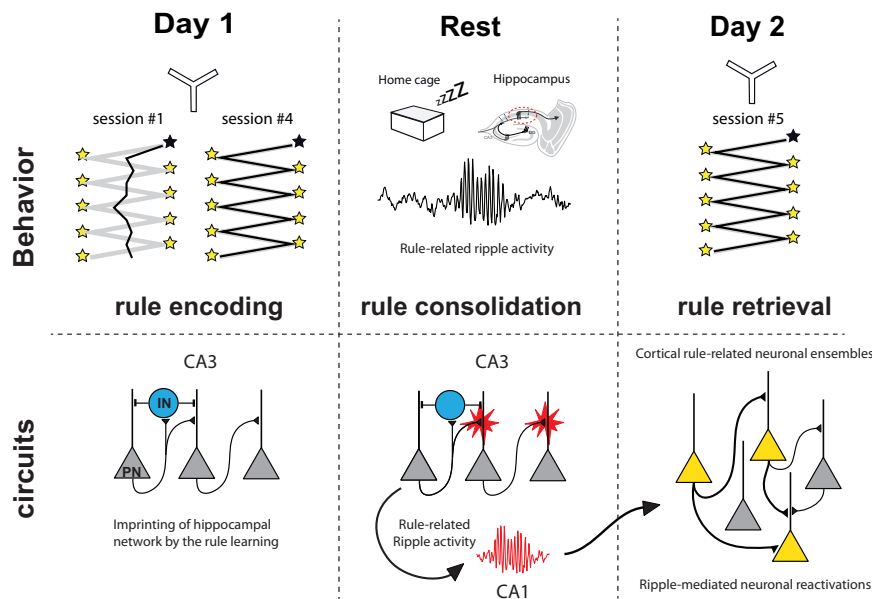 Day 1
Rest
Day 2
session #1
session #4
Home cage
zzzZZ
Hippocampus
CA3
session #5
Rule-related ripple activity
Behavior
rule encoding
rule consolidation
rule retrieval
circuits
CA3
IN
PN
Imprinting of hippocampal
network by the rule learning
CA3
Rule-related
Ripple activity
CA1
Cortical rule-related neuronal ensembles
Ripple-mediated neuronal reactivations